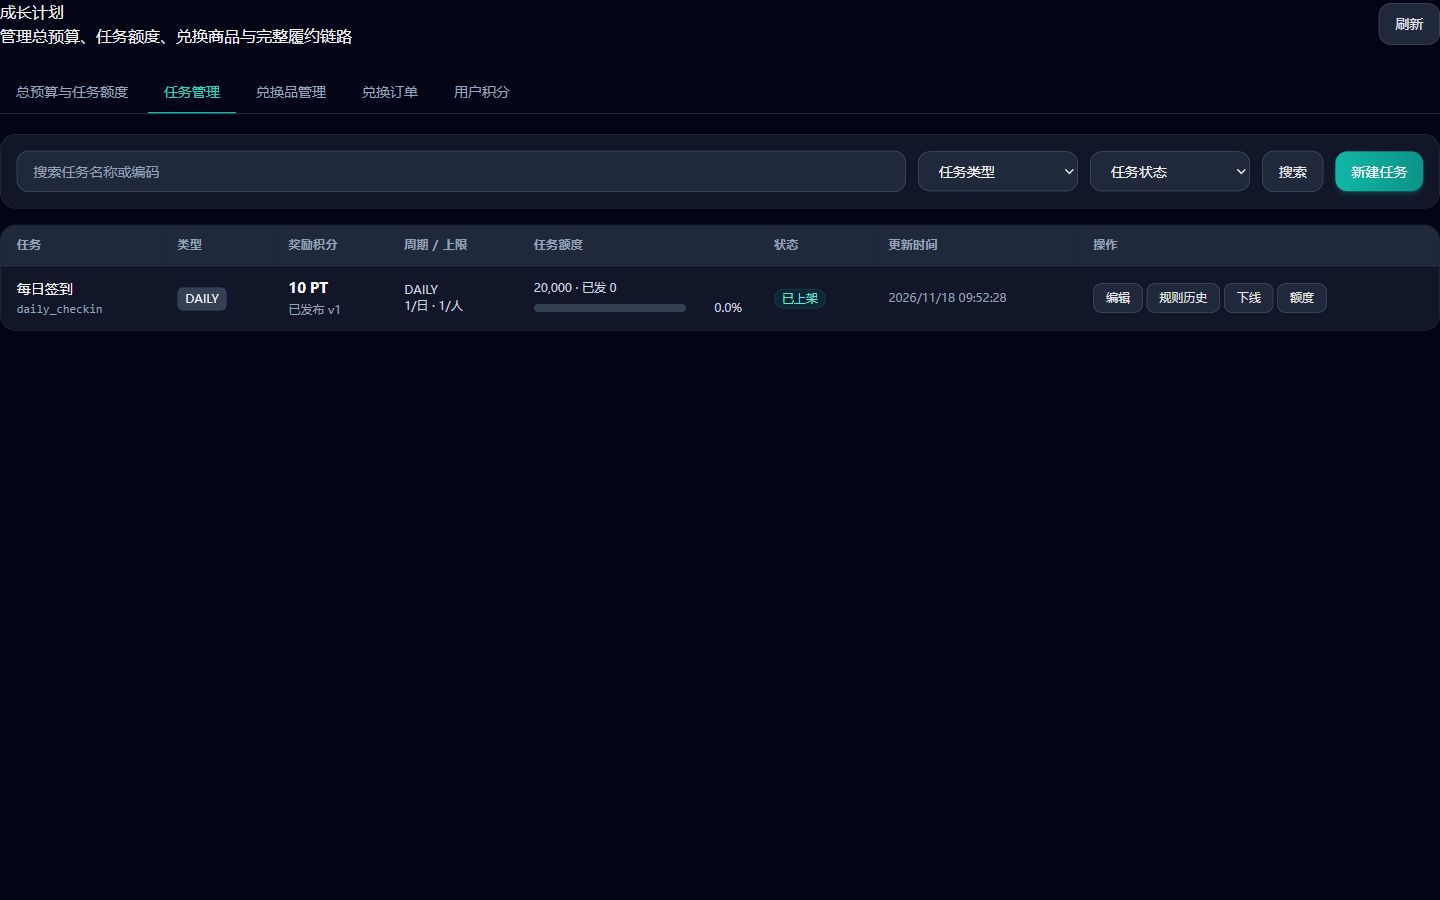 成长计划
管理总预算、任务额度、兑换商品与完整履约链路
刷新
总预算与任务额度 任务管理 兑换品管理 兑换订单 用户积分
搜索任务名称或编码 任务类型 任务状态 搜索 新建任务
任务 类型 奖励积分 周期 / 上限 任务额度 状态 更新时间 操作
每日签到 DAILY 10 PT DAILY 20,000 · 已发 0 已上架 2026/11/18 09:52:28 编辑 规则历史 下线 额度
daily_checkin 已发布 v1 1/日 · 1/人 0.0%